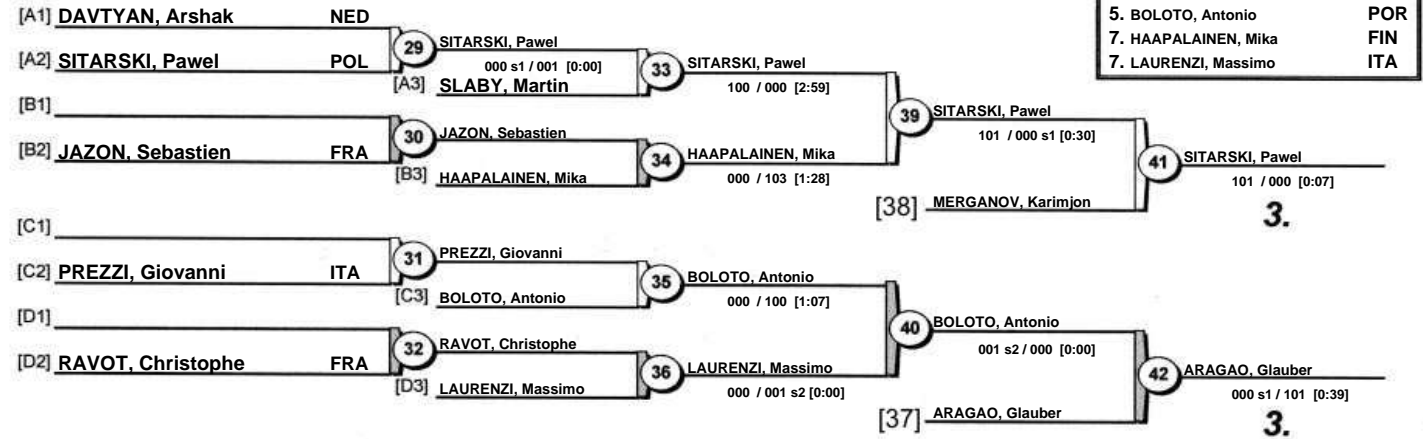 5. BOLOTO, Antonio POR
7. HAAPALAINEN, Mika FIN
7. LAURENZI, Massimo ITA
[A1] DAVTYAN, Arshak NED
29
SITARSKI, Pawel
000 s1 / 001 [0:00]
[A2] SITARSKI, Pawel POL
[A3] SLABY, Martin
33
SITARSKI, Pawel
100 / 000 [2:59]
[B1]
30
JAZON, Sebastien
[B2] JAZON, Sebastien FRA
[B3] HAAPALAINEN, Mika
34
HAAPALAINEN, Mika
000 / 103 [1:28]
39
SITARSKI, Pawel
101 / 000 s1 [0:30]
[38] MERGANOV, Karimjon
41
SITARSKI, Pawel
101 / 000 [0:07]
3.
[C1]
31
PREZZI, Giovanni
[C2] PREZZI, Giovanni ITA
[C3] BOLOTO, Antonio
35
BOLOTO, Antonio
000 / 100 [1:07]
[D1]
32
RAVOT, Christophe
[D2] RAVOT, Christophe FRA
[D3] LAURENZI, Massimo
36
LAURENZI, Massimo
000 / 001 s2 [0:00]
40
BOLOTO, Antonio
001 s2 / 000 [0:00]
[37] ARAGAO, Glauber
42
ARAGAO, Glauber
000 s1 / 101 [0:39]
3.